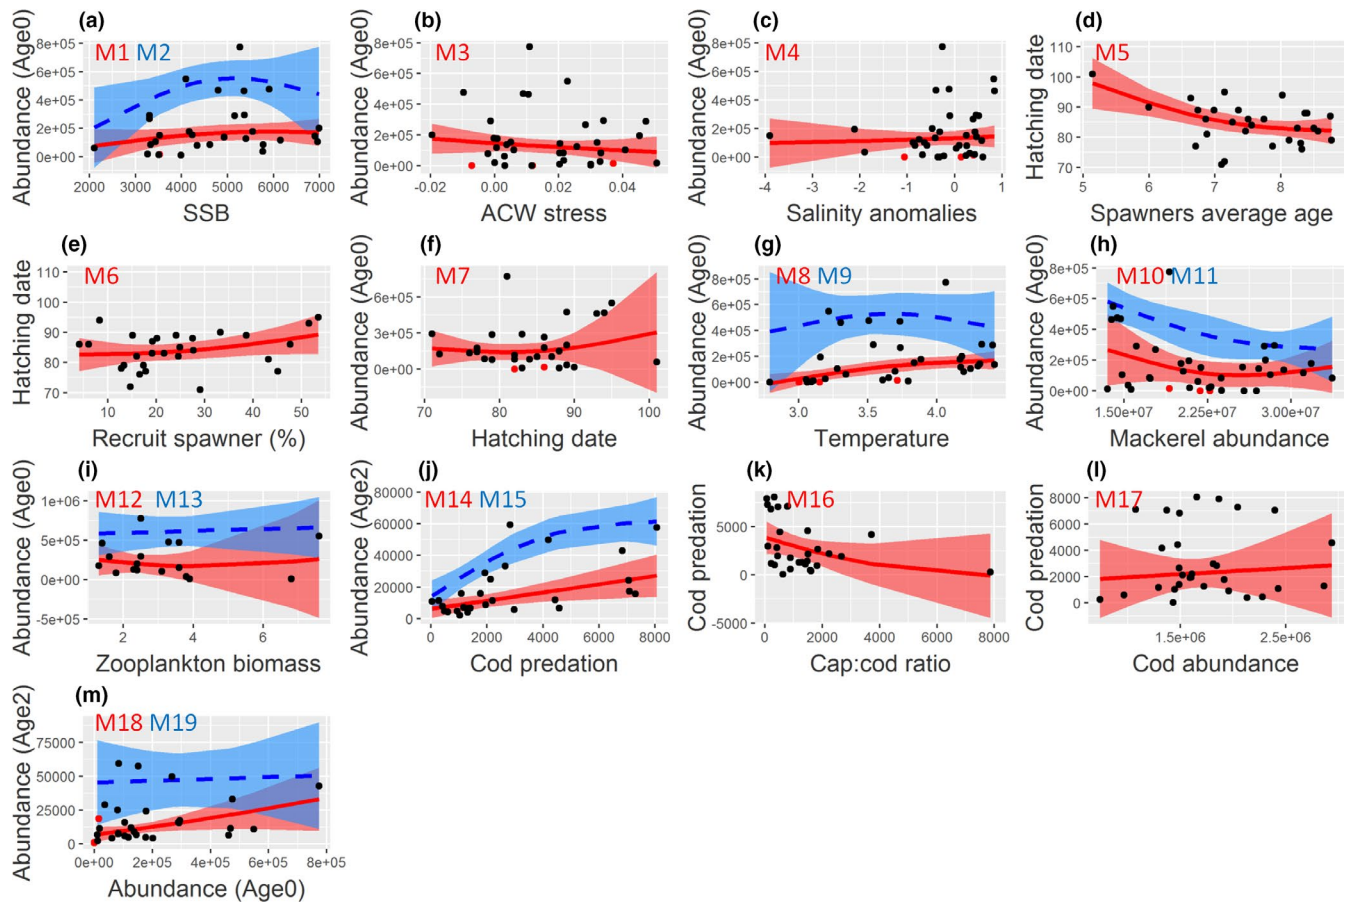 (a)
M1 M2
Abundance (Age0)
8e+05
6e+05
4e+05
2e+05
0e+00
2000 3000 4000 5000 6000 7000
SSB
(b)
M3
Abundance (Age0)
8e+05
6e+05
4e+05
2e+05
0e+00
-0.02 0.00 0.02 0.04
ACW stress
(c)
M4
Abundance (Age0)
8e+05
6e+05
4e+05
2e+05
0e+00
-4 -3 -2 -1 0 1
Salinity anomalies
(d)
M5
Hatching date
110
100
90
80
70
5 6 7 8
Spawners average age
(e)
M6
Hatching date
110
100
90
80
70
10 20 30 40 50
Recruit spawner (%)
(f)
M7
Abundance (Age0)
6e+05
3e+05
0e+00
70 80 90 100
Hatching date
(g)
M8 M9
Abundance (Age0)
8e+05
6e+05
4e+05
2e+05
0e+00
3.0 3.5 4.0
Temperature
(h)
M10 M11
Abundance (Age0)
8e+05
6e+05
4e+05
2e+05
0e+00
1.50e+07 2.25e+07 3.00e+07
Mackerel abundance
(i)
M12 M13
Abundance (Age0)
1e+06
5e+05
0e+00
-5e+05
2 4 6
Zooplankton biomass
(j)
M14 M15
Abundance (Age2)
80000
60000
40000
20000
0
0 2000 4000 6000 8000
Cod predation
(k)
M16
Cod predation
5000
0
-5000
0 2000 4000 6000 8000
Cap:cod ratio
(l)
M17
Cod predation
8000
6000
4000
2000
0
1.5e+06 2.5e+06
Cod abundance
(m)
M18 M19
Abundance (Age2)
75000
50000
25000
0
0e+00 2e+05 4e+05 6e+05 8e+05
Abundance (Age0)